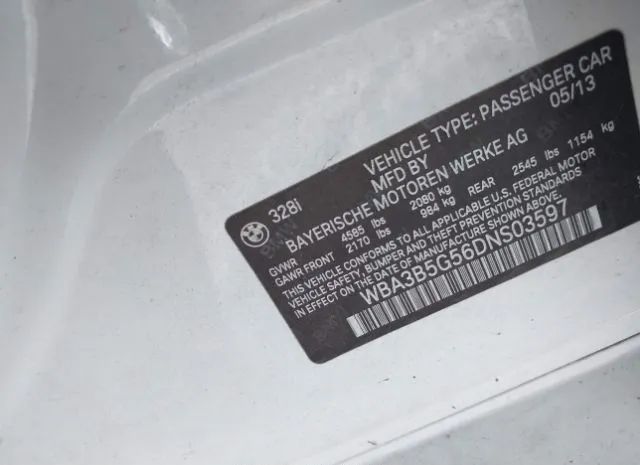 328i
VEHICLE TYPE: PASSENGER CAR
MFD BY 05/13
BAYERISCHE MOTOREN WERKE AG
GVWR 4585 lbs 2080 kg
GAWR FRONT 2170 lbs 984 kg REAR 2545 lbs 1154 kg
THIS VEHICLE CONFORMS TO ALL APPLICABLE U.S. FEDERAL MOTOR
VEHICLE SAFETY, BUMPER AND THEFT PREVENTION STANDARDS
IN EFFECT ON THE DATE OF MANUFACTURE SHOWN ABOVE.
WBA3B5G56DNS03597